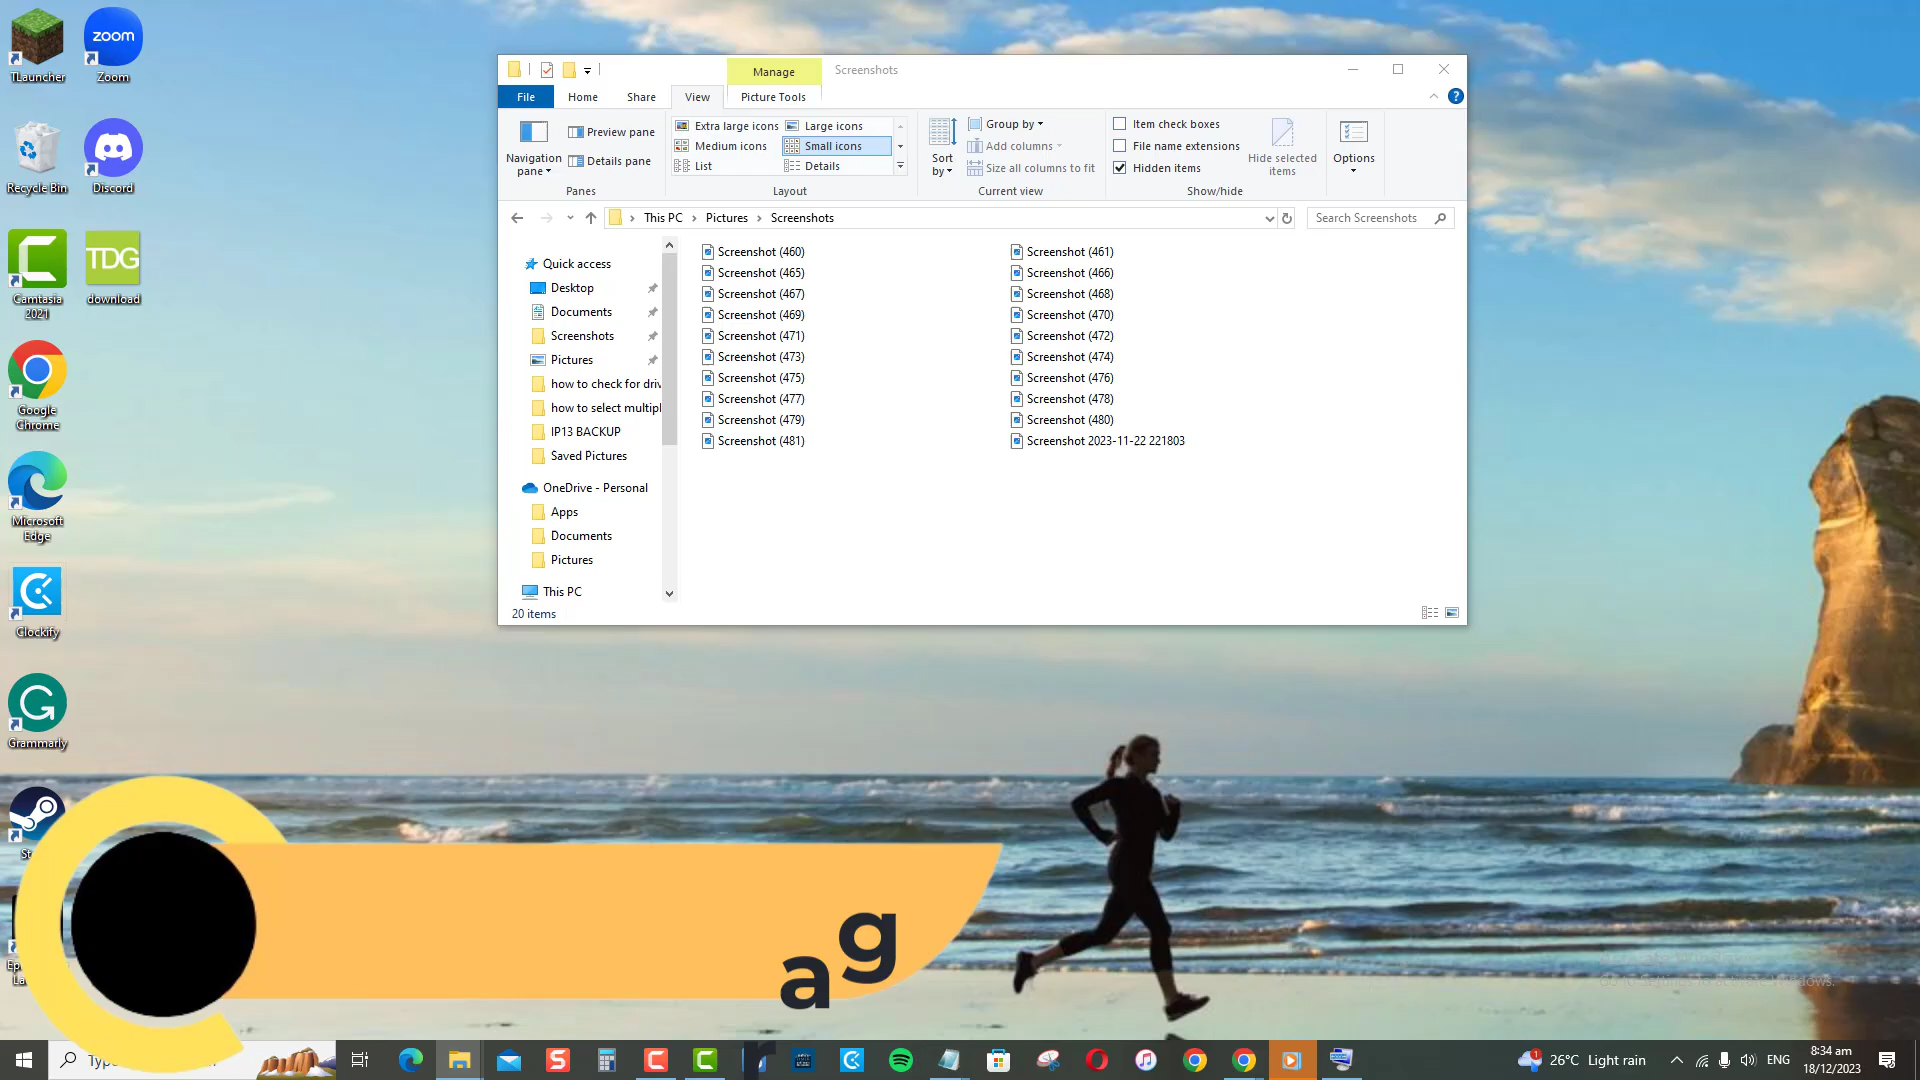 TLauncher
zoom
Zoom
Recycle Bin
Discord
Camtasia
2021
TDG
download
Google
Chrome
Microsoft
Edge
Clockify
Grammarly
Manage
Screenshots
File
Home
Share
View
Picture Tools
Navigation
pane
Preview pane
Details pane
Panes
Extra large icons
Large icons
Medium icons
Small icons
List
Details
Layout
Sort
by
Group by
Add columns
Size all columns to fit
Current view
Item check boxes
File name extensions
Hidden items
Hide selected
items
Show/hide
Options
This PC
Pictures
Screenshots
Search Screenshots
Quick access
Desktop
Documents
Screenshots
Pictures
how to check for driv
how to select multipl
IP13 BACKUP
Saved Pictures
OneDrive - Personal
Apps
Documents
Pictures
This PC
Screenshot (460)
Screenshot (461)
Screenshot (465)
Screenshot (466)
Screenshot (467)
Screenshot (468)
Screenshot (469)
Screenshot (470)
Screenshot (471)
Screenshot (472)
Screenshot (473)
Screenshot (474)
Screenshot (475)
Screenshot (476)
Screenshot (477)
Screenshot (478)
Screenshot (479)
Screenshot (480)
Screenshot (481)
Screenshot 2023-11-22 221803
20 items
ag
26°C Light rain
ENG
8:34 am
18/12/2023